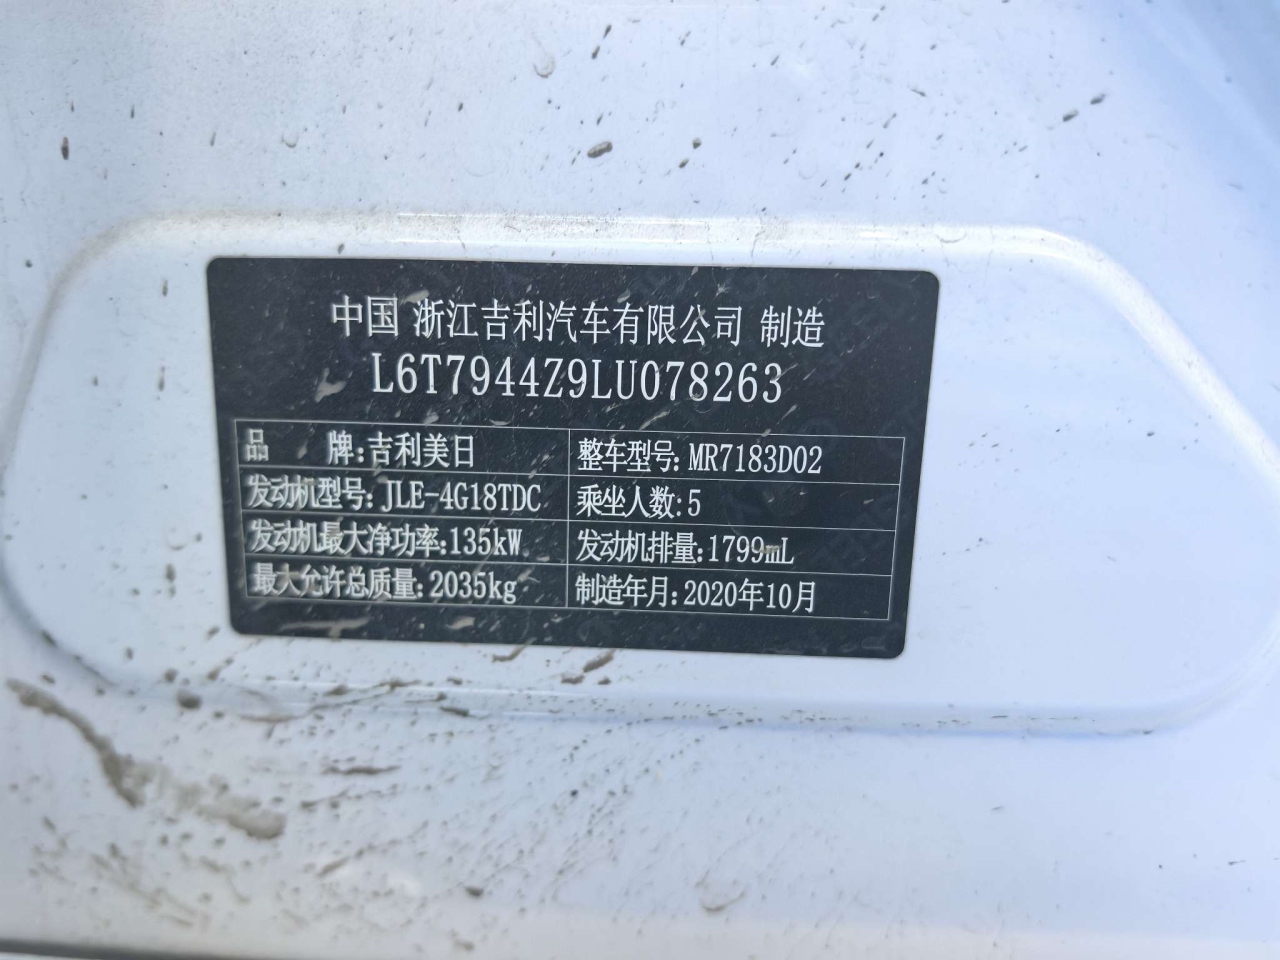 中国 浙江吉利汽车有限公司 制造
L6T7944Z9LU078263
品 牌:吉利美日 整车型号:MR7183D02
发动机型号:JLE-4G18TDC 乘坐人数:5
发动机最大净功率:135kW 发动机排量:1799mL
最大允许总质量:2035kg 制造年月:2020年10月